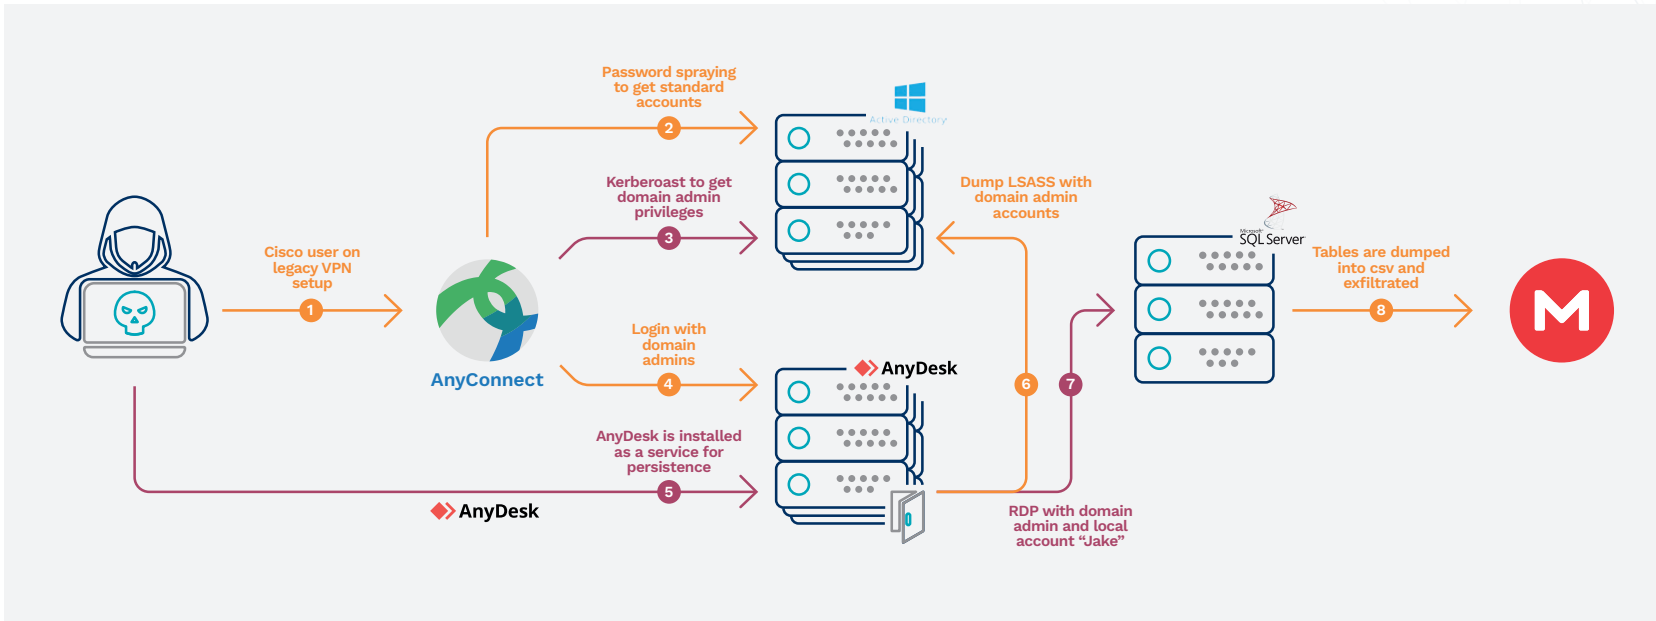 Password spraying
to get standard
accounts
2
Active Directory
Kerberoast to get
domain admin
privileges
3
Dump LSASS with
domain admin
accounts
Cisco user on
legacy VPN
setup
1
AnyConnect
Login with
domain
admins
4
AnyDesk
AnyDesk is installed
as a service for
persistence
5
AnyDesk
6
7
RDP with domain
admin and local
account “Jake”
Microsoft
SQL Server
Tables are dumped
into csv and
exfiltrated
8
M